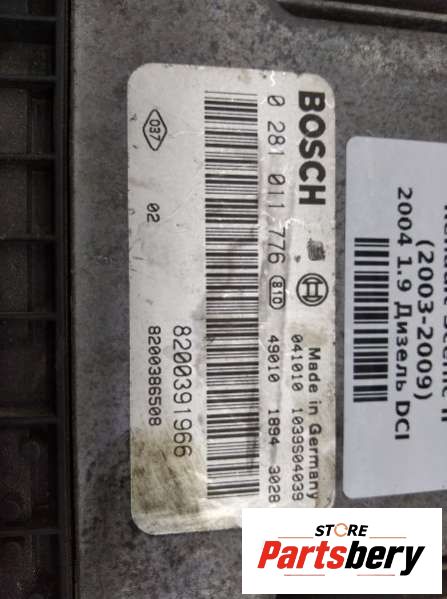 BOSCH
0 281 011 776 810
Made in Germany
041010 1039S04039
49010 1894 3028
8200391966
8200386508
037
02
(2003-2009)
2004 1.9 Дизель DCI
STORE
Partsbery